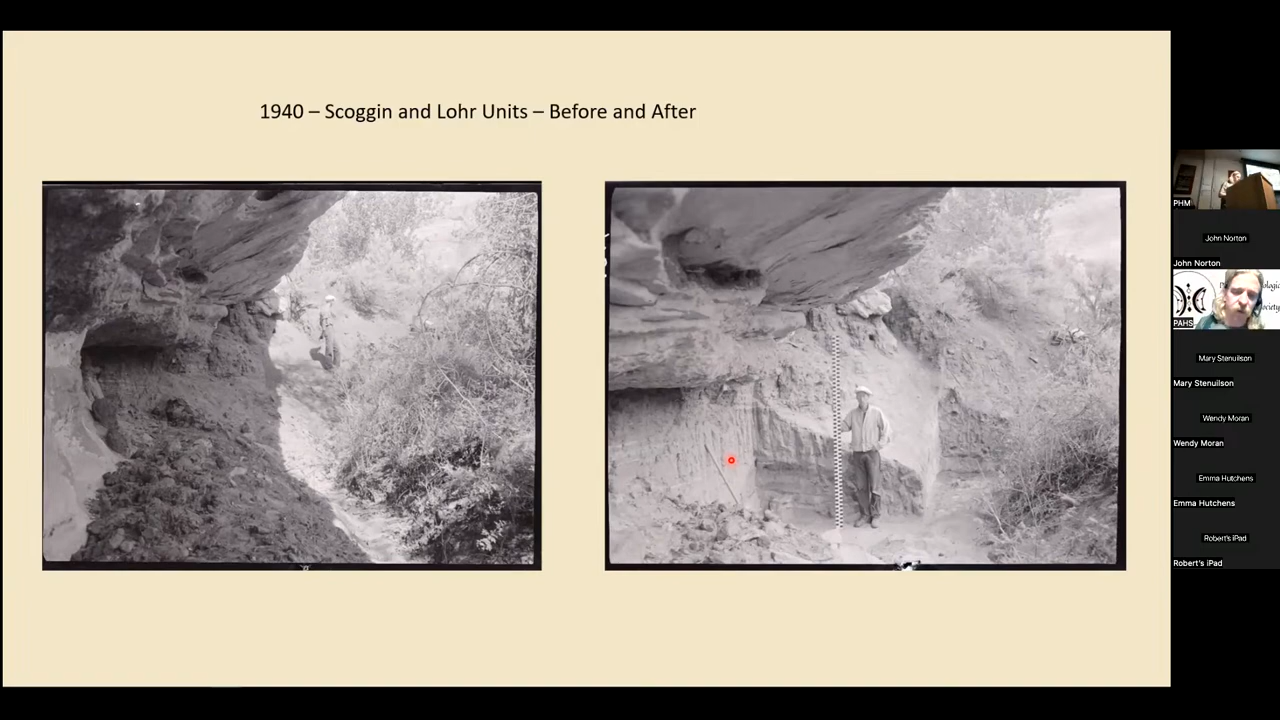 1940 – Scoggin and Lohr Units – Before and After
PHM
John Norton
John Norton
PAHS
Mary Stenuilson
Mary Stenuilson
Wendy Moran
Wendy Moran
Emma Hutchens
Emma Hutchens
Robert's iPad
Robert's iPad